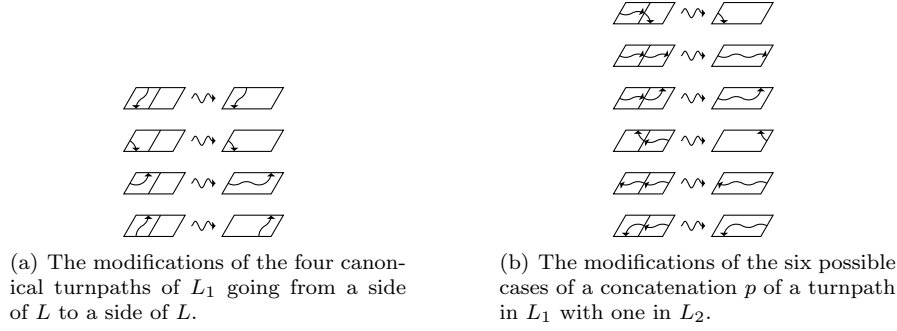 (a) The modifications of the four canon-
ical turnpaths of L1 going from a side
of L to a side of L.
(b) The modifications of the six possible
cases of a concatenation p of a turnpath
in L1 with one in L2.